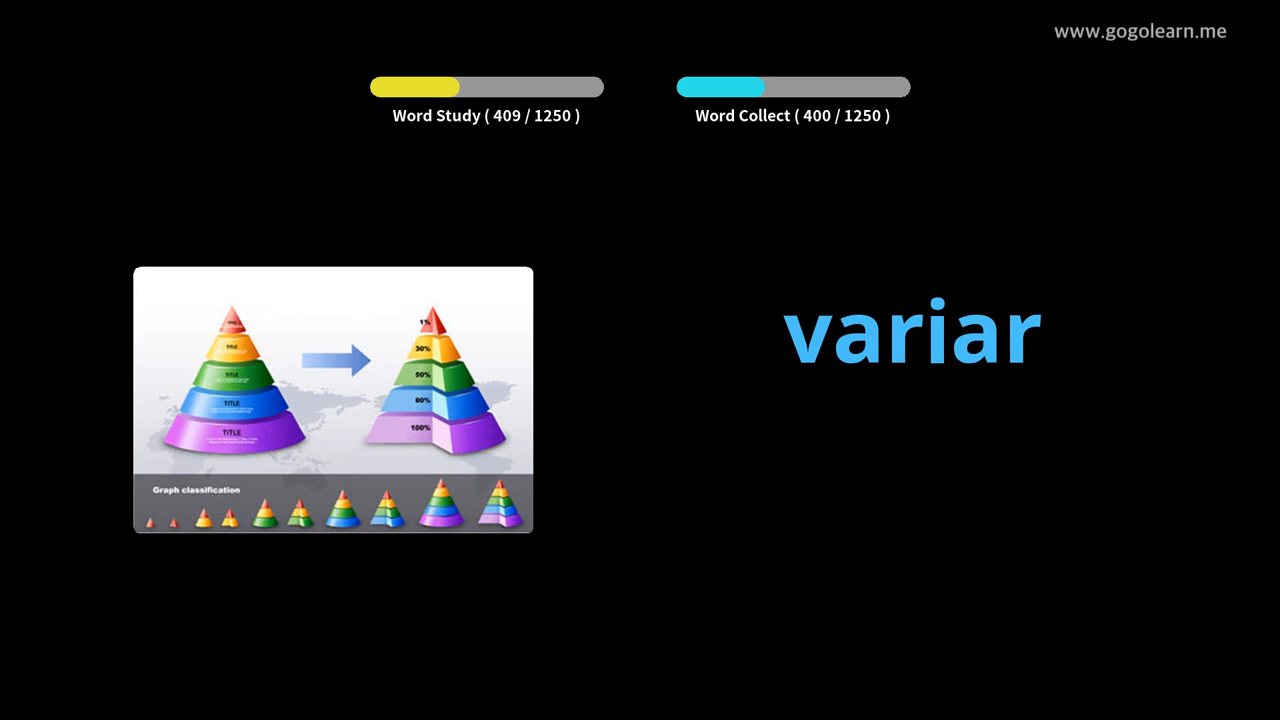 www.gogolearn.me
Word Study ( 409 / 1250 )
Word Collect ( 400 / 1250 )
variar
TITLE
TITLE
TITLE
TITLE
1%
30%
50%
80%
100%
Graph classification